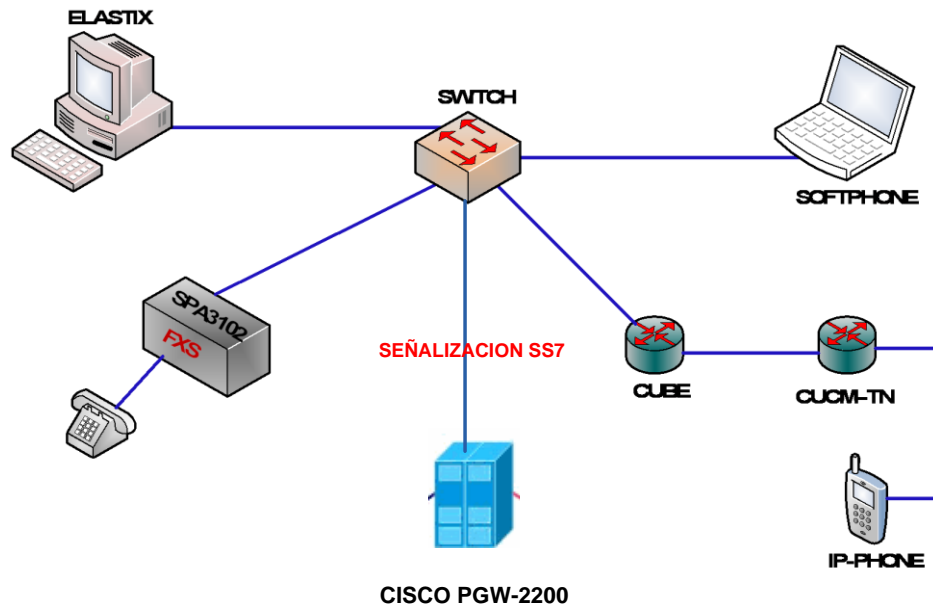 ELASTIX
SWITCH
SOFTPHONE
SPA3102
FXS
SEÑALIZACION SS7
CUBE
CUCM-TN
IP-PHONE
CISCO PGW-2200